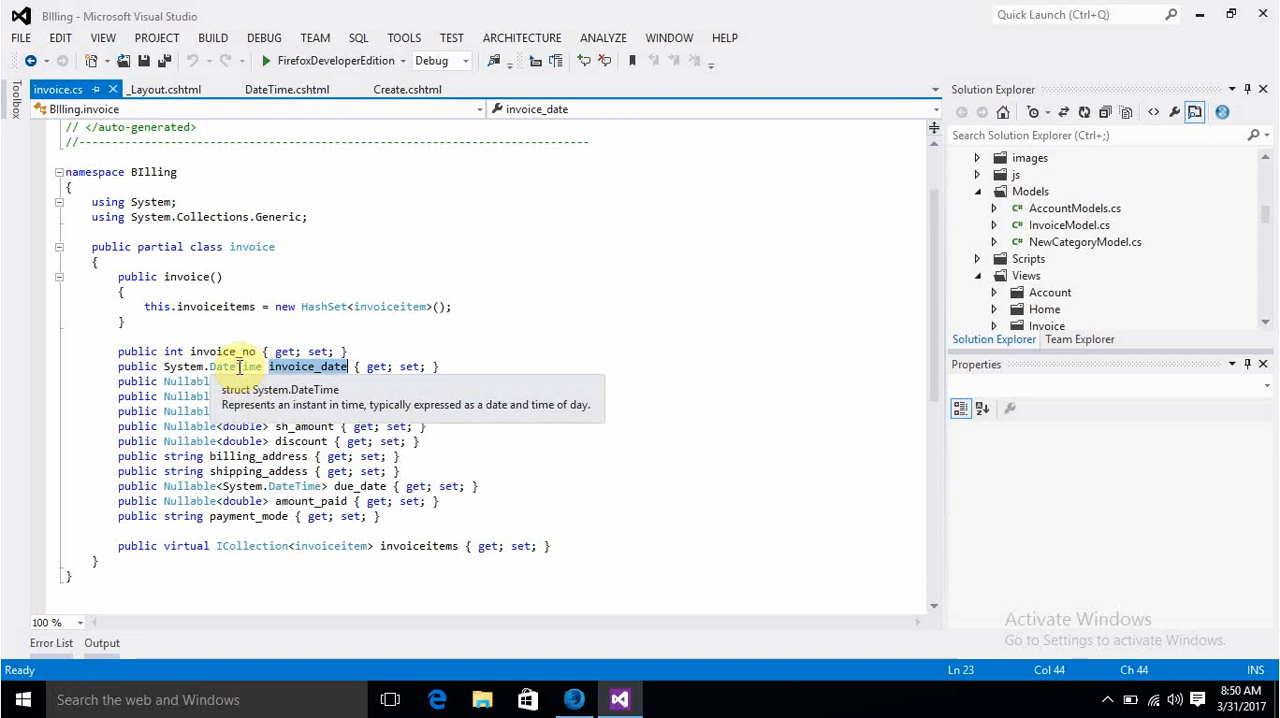 BIlling - Microsoft Visual Studio
Quick Launch (Ctrl+Q)
FILE EDIT VIEW PROJECT BUILD DEBUG TEAM SQL TOOLS TEST ARCHITECTURE ANALYZE WINDOW HELP
FirefoxDeveloperEdition Debug
Toolbox
invoice.cs _Layout.cshtml DateTime.cshtml Create.cshtml
BIlling.invoice invoice_date
// </auto-generated>
//------------------------------------------------------------------------------
namespace BIlling
{
using System;
using System.Collections.Generic;
public partial class invoice
{
public invoice()
{
this.invoiceitems = new HashSet<invoiceitem>();
}
public int invoice_no { get; set; }
public System.DateTime invoice_date { get; set; }
public Nullabl
struct System.DateTime
public Nullabl
Represents an instant in time, typically expressed as a date and time of day.
public Nullabl
public Nullable<double> sh_amount { get; set; }
public Nullable<double> discount { get; set; }
public string billing_address { get; set; }
public string shipping_addess { get; set; }
public Nullable<System.DateTime> due_date { get; set; }
public Nullable<double> amount_paid { get; set; }
public string payment_mode { get; set; }
public virtual ICollection<invoiceitem> invoiceitems { get; set; }
}
}
100 %
Error List Output
Solution Explorer
Search Solution Explorer (Ctrl+;)
images
js
Models
C# AccountModels.cs
C# InvoiceModel.cs
C# NewCategoryModel.cs
Scripts
Views
Account
Home
Invoice
Solution Explorer Team Explorer
Properties
Activate Windows
Go to Settings to activate Windows.
Ready Ln 23 Col 44 Ch 44 INS
Search the web and Windows
8:50 AM
3/31/2017